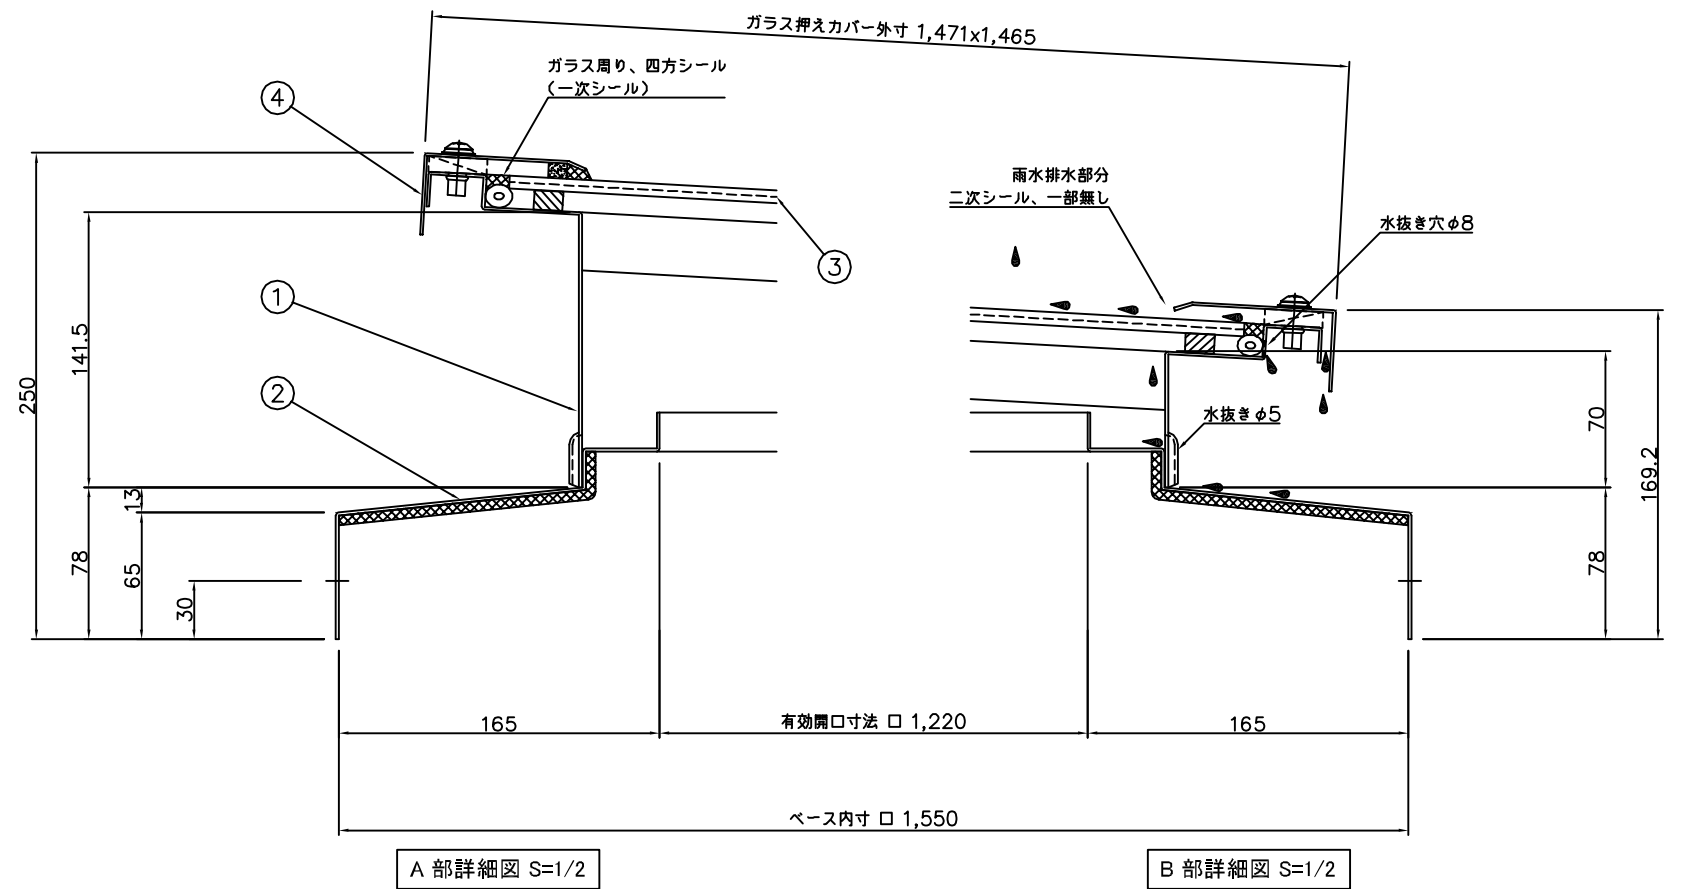 ガラス押えカバー外寸 1,471x1,465
ガラス周り、四方シール
(一次シール)
④
雨水排水部分
二次シール、一部無し
水抜き穴φ8
③
①
141.5
250
②
水抜きφ5
70
169.2
13
78
65
30
78
165
有効開口寸法 □ 1,220
165
ベース内寸 □ 1,550
A 部詳細図 S=1/2
B 部詳細図 S=1/2